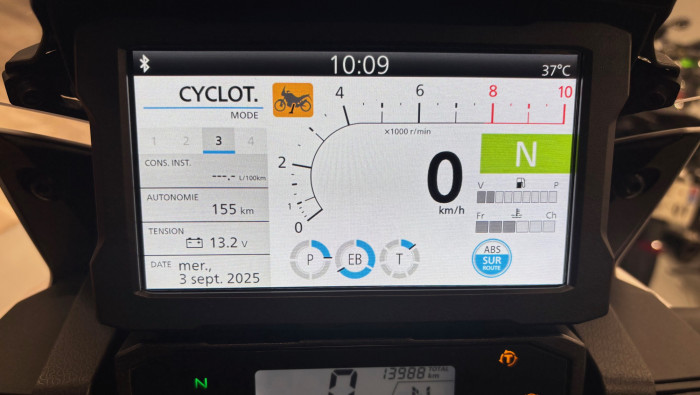 10:09
37°C
CYCLOT.
MODE
1 2 3 4
CONS. INST.
---,- L/100km
AUTONOMIE
155 km
TENSION
13.2 V
DATE mer.,
3 sept. 2025
0 1 2 4 6 8 10
×1000 r/min
0
km/h
N
V P
Fr Ch
P EB T
ABS
SUR
ROUTE
N
0
13988 TOTAL
km
T